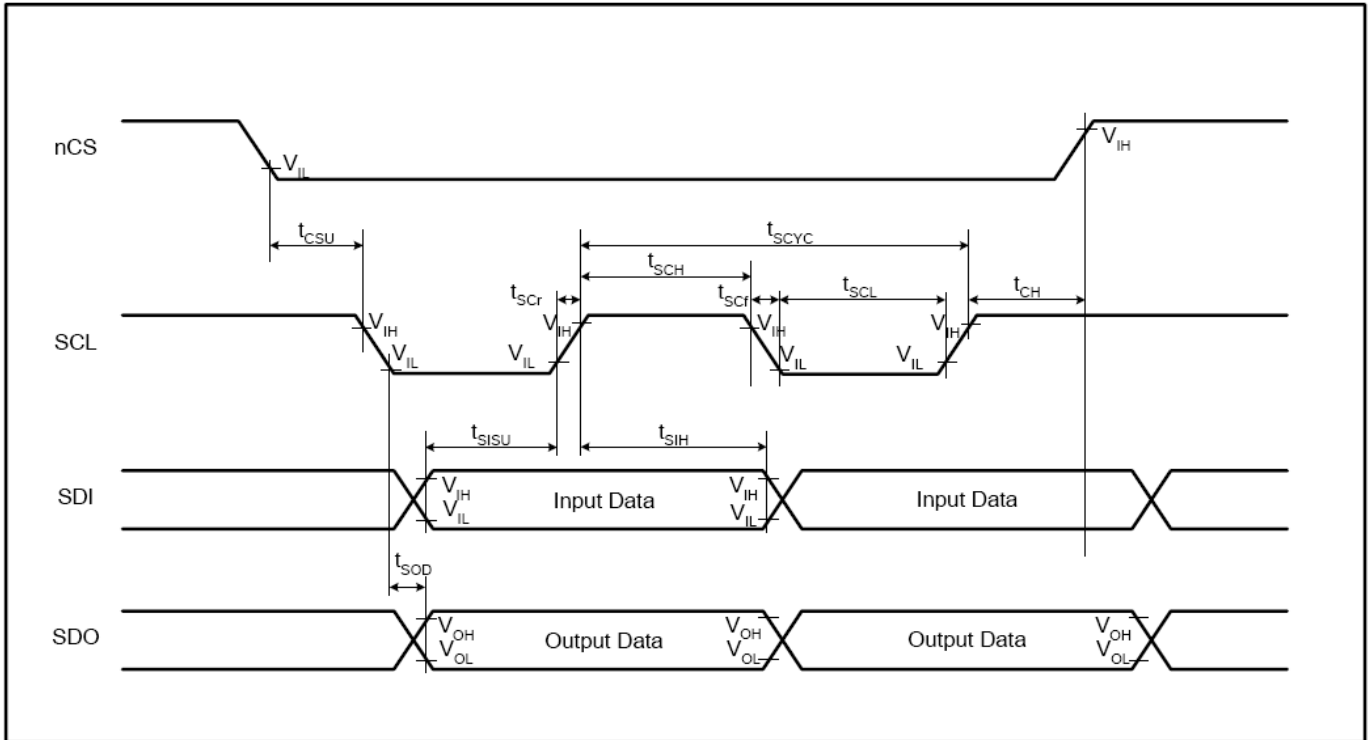 nCS
V_IL
V_IH
t_CSU
t_SCYC
t_SCH
t_SCr
t_SCf
t_SCL
t_CH
SCL
V_IH
V_IL
V_IL
V_IH
V_IH
V_IL
V_IL
V_IH
t_SISU
t_SIH
SDI
V_IH
V_IL
Input Data
V_IH
V_IL
Input Data
t_SOD
SDO
V_OH
V_OL
Output Data
V_OH
V_OL
Output Data
V_OH
V_OL